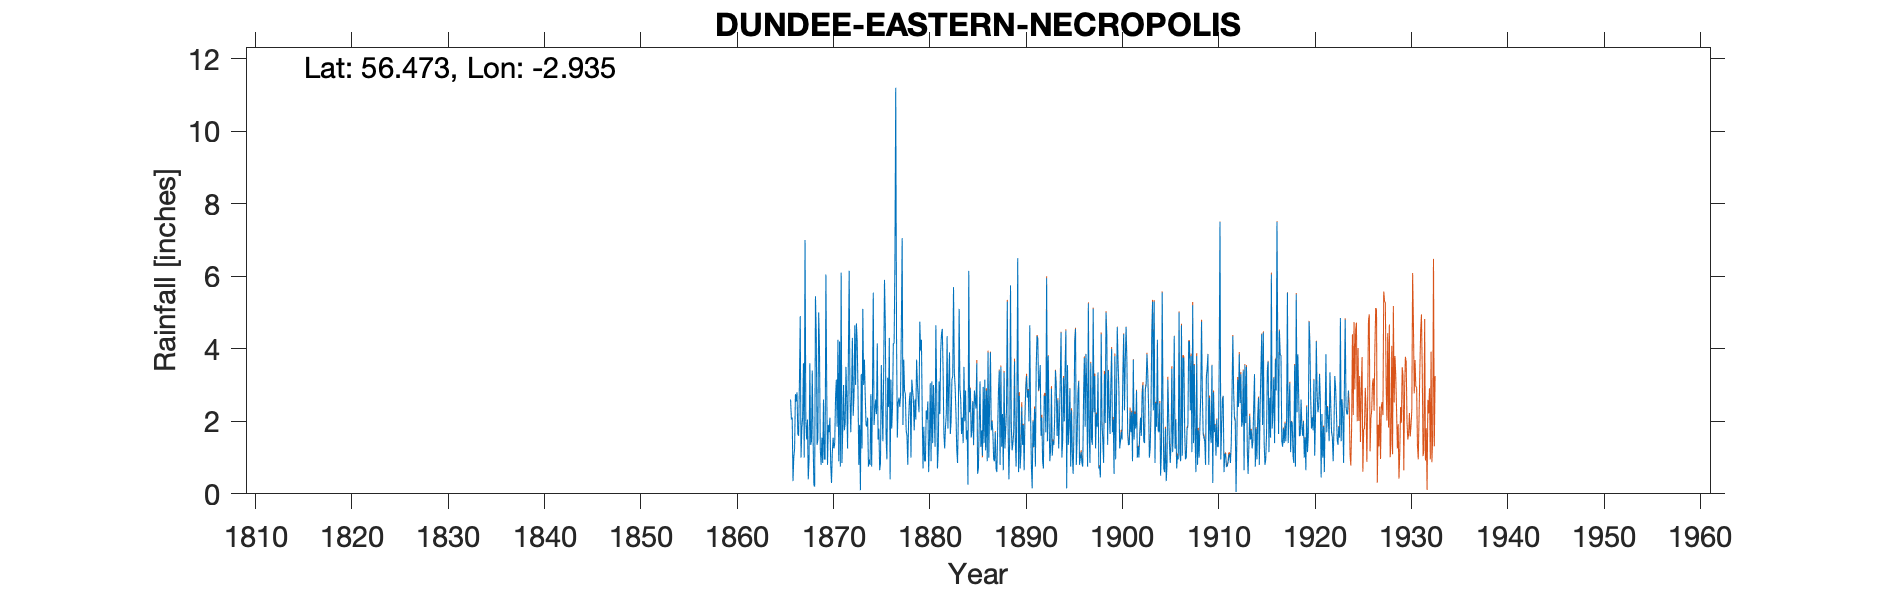 DUNDEE-EASTERN-NECROPOLIS
Lat: 56.473, Lon: -2.935
12
10
8
6
4
2
0
Rainfall [inches]
1810 1820 1830 1840 1850 1860 1870 1880 1890 1900 1910 1920 1930 1940 1950 1960
Year